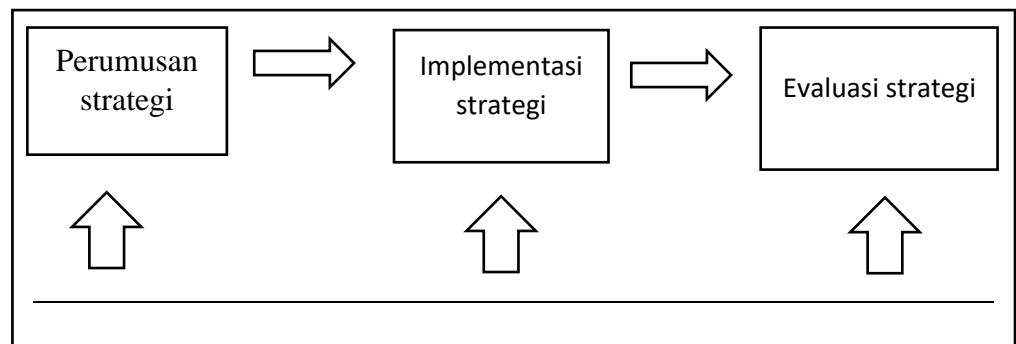 Perumusan
strategi
Implementasi
strategi
Evaluasi strategi